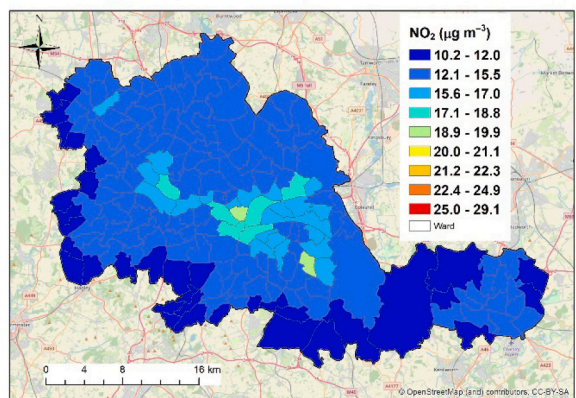 NO₂ (µg m⁻³)
10.2 - 12.0
12.1 - 15.5
15.6 - 17.0
17.1 - 18.8
18.9 - 19.9
20.0 - 21.1
21.2 - 22.3
22.4 - 24.9
25.0 - 29.1
Ward
0 4 8 16 km
© OpenStreetMap (and) contributors, CC-BY-SA